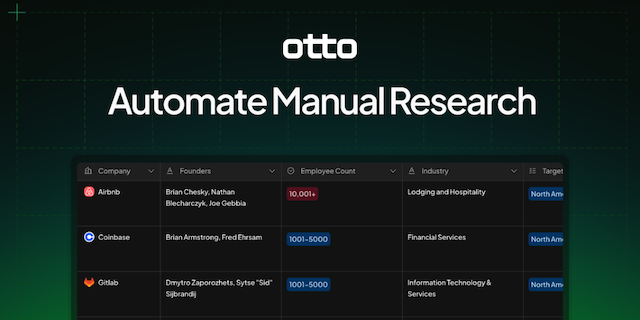 otto
Automate Manual Research
Company Founders Employee Count Industry Target
Airbnb Brian Chesky, Nathan 10,001+ Lodging and Hospitality North Ame
Blecharczyk, Joe Gebbia
Coinbase Brian Armstrong, Fred Ehrsam 1001–5000 Financial Services North Ame
Gitlab Dmytro Zaporozhets, Sytse "Sid" 1001–5000 Information Technology & North Ame
Sijbrandij Services